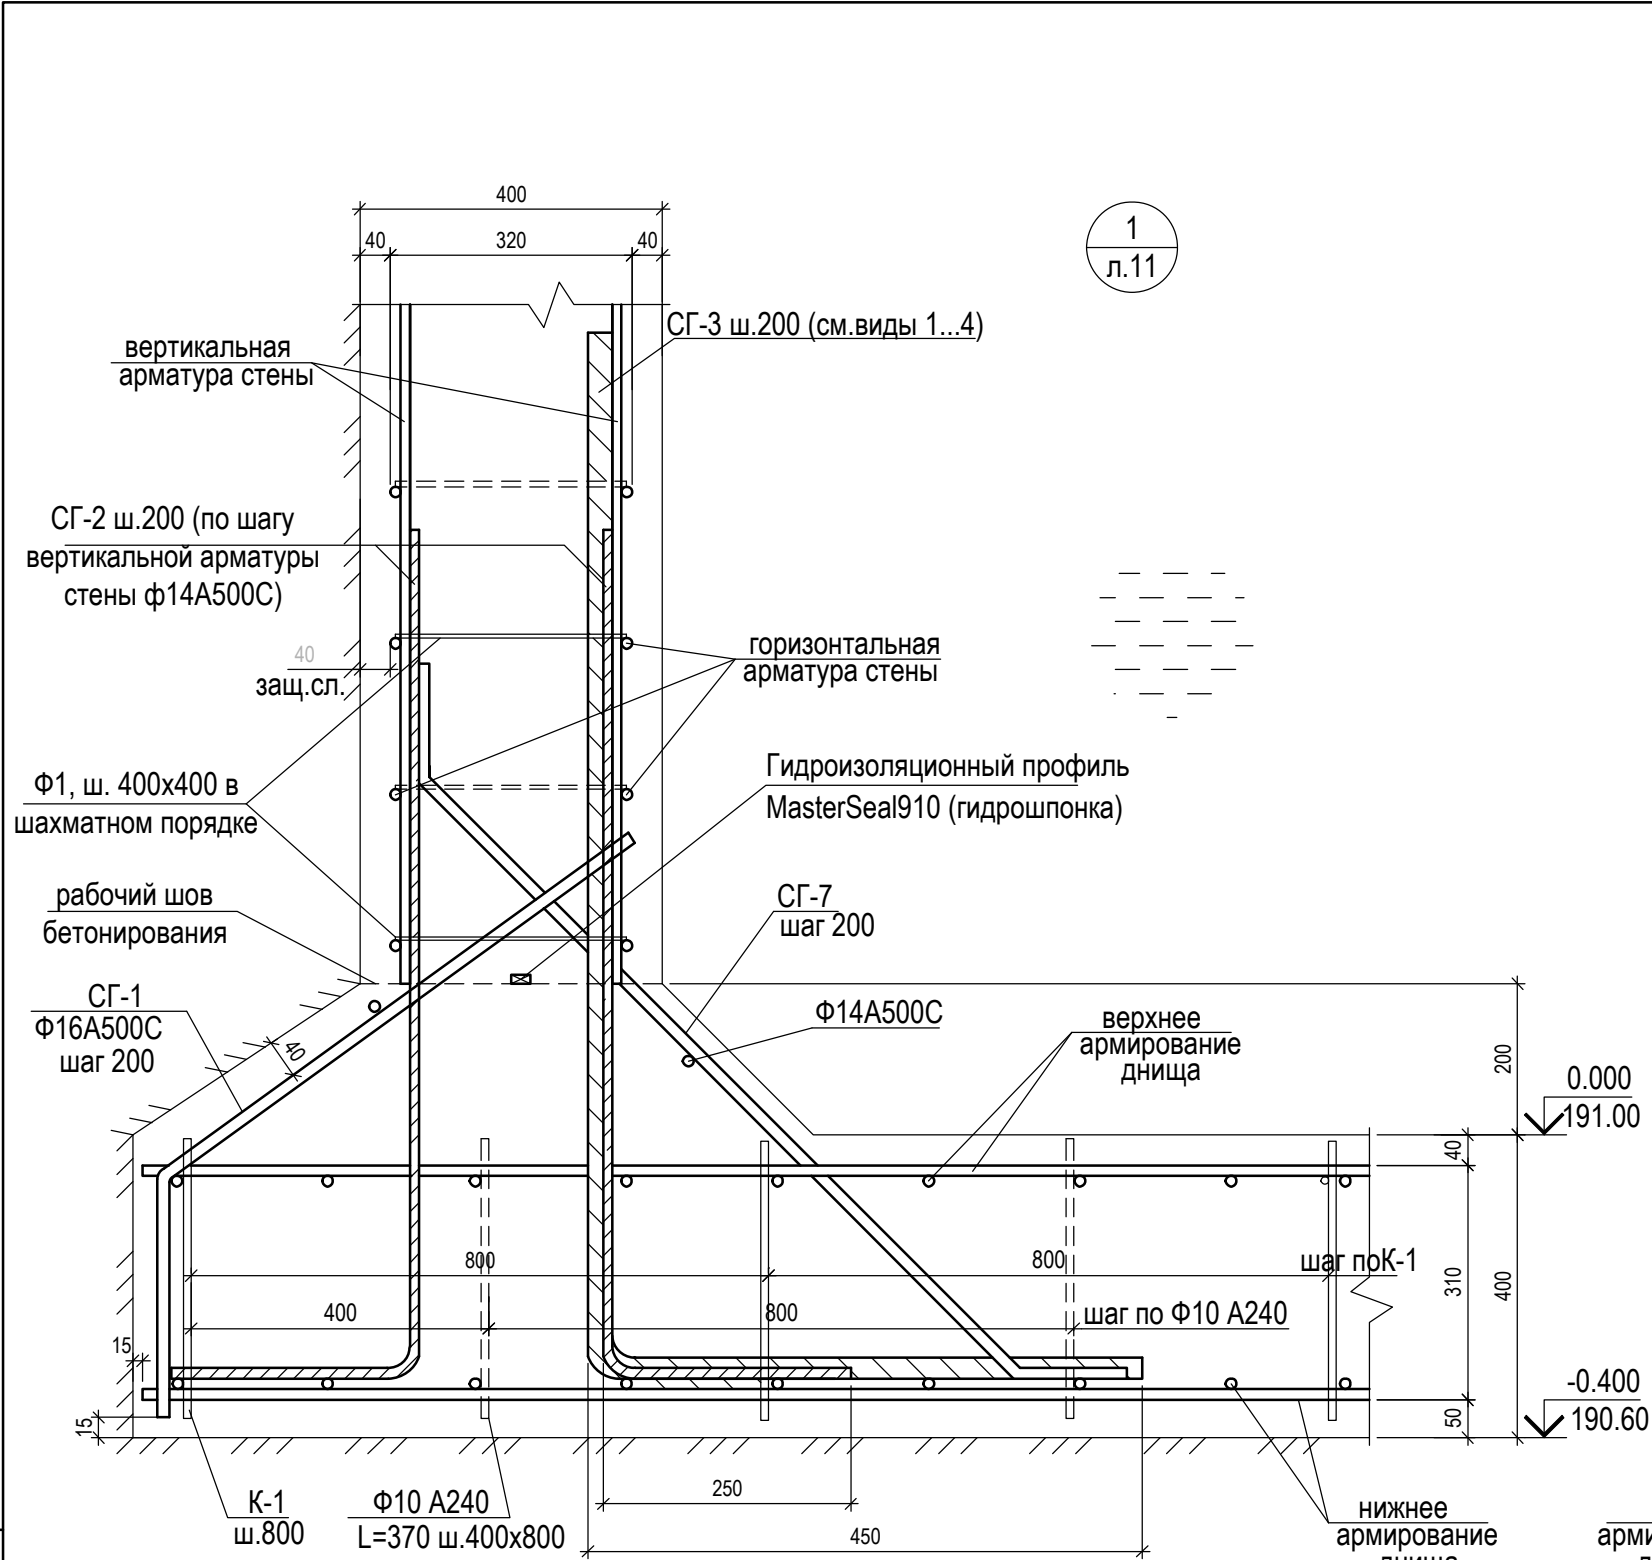 400
40
320
40
1
л.11
СГ-3 ш.200 (см.виды 1...4)
вертикальная
арматура стены
СГ-2 ш.200 (по шагу
вертикальной арматуры
стены ф14А500С)
40
защ.сл.
горизонтальная
арматура стены
Ф1, ш. 400х400 в
шахматном порядке
Гидроизоляционный профиль
MasterSeal910 (гидрошпонка)
рабочий шов
бетонирования
СГ-7
шаг 200
СГ-1
Ф16А500С
шаг 200
40
Ф14А500С
верхнее
армирование
днища
200
0.000
191.00
40
800
800
шаг поК-1
310
400
400
800
шаг по Ф10 А240
15
15
50
-0.400
190.60
К-1
ш.800
Ф10 А240
L=370 ш.400х800
250
450
нижнее
армирование